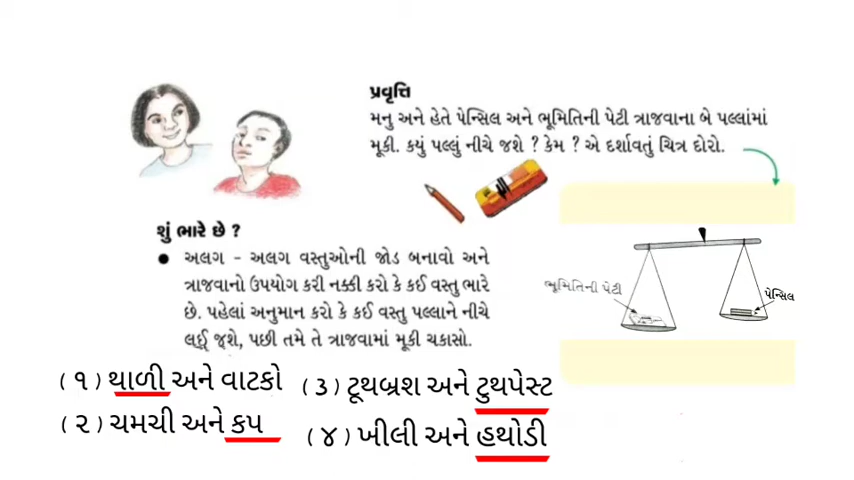 પ્રવૃત્તિ
મનુ અને હેતે પેન્સિલ અને ભૂમિતિની પેટી ત્રાજવાના બે પલ્લાંમાં
મૂકી. કયું પલ્લું નીચે જશે ? કેમ ? એ દર્શાવતું ચિત્ર દોરો.
શું ભારે છે ?
● અલગ - અલગ વસ્તુઓની જોડ બનાવો અને
ત્રાજવાનો ઉપયોગ કરી નક્કી કરો કે કઈ વસ્તુ ભારે
છે. પહેલાં અનુમાન કરો કે કઈ વસ્તુ પલ્લાને નીચે
લઈ જશે, પછી તમે તે ત્રાજવામાં મૂકી ચકાસો.
ભૂમિતિની પેટી
પેન્સિલ
(૧) થાળી અને વાટકો
(૨) ચમચી અને કપ
(૩) ટૂથબ્રશ અને ટુથપેસ્ટ
(૪) ખીલી અને હથોડી